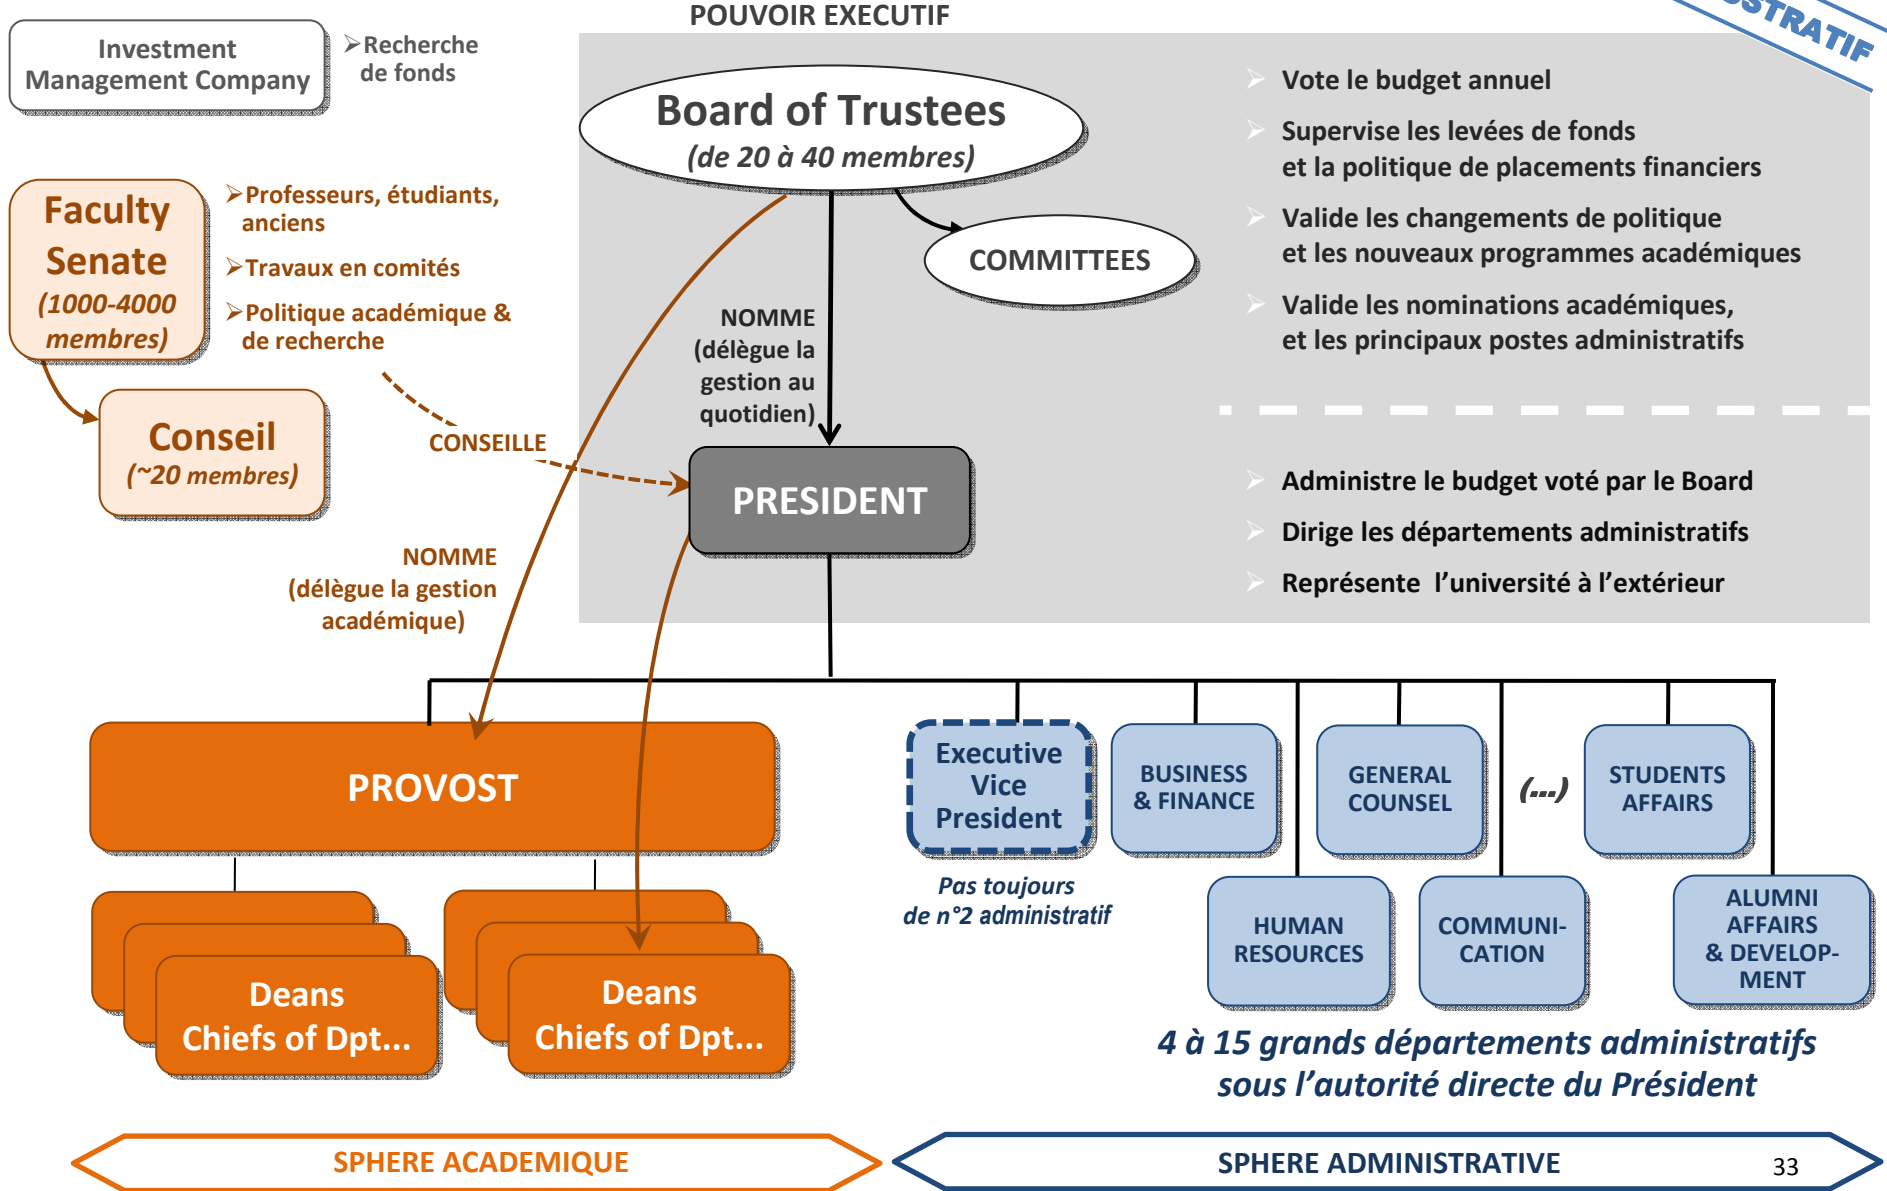 POUVOIR EXECUTIF
Investment
Management Company
➢Recherche
de fonds
Board of Trustees
(de 20 à 40 membres)
➢ Vote le budget annuel
➢ Supervise les levées de fonds
et la politique de placements financiers
➢ Valide les changements de politique
et les nouveaux programmes académiques
➢ Valide les nominations académiques,
et les principaux postes administratifs
Faculty
Senate
(1000-4000
membres)
➢Professeurs, étudiants,
anciens
➢Travaux en comités
➢Politique académique &
de recherche
COMMITTEES
NOMME
(délègue la
gestion au
quotidien)
Conseil
(~20 membres)
CONSEILLE
PRESIDENT
➢ Administre le budget voté par le Board
➢ Dirige les départements administratifs
➢ Représente l’université à l’extérieur
NOMME
(délègue la gestion
académique)
PROVOST
Executive
Vice
President
BUSINESS
& FINANCE
GENERAL
COUNSEL
(...)
STUDENTS
AFFAIRS
Pas toujours
de n°2 administratif
HUMAN
RESOURCES
COMMUNI-
CATION
ALUMNI
AFFAIRS
& DEVELOP-
MENT
Deans
Chiefs of Dpt...
Deans
Chiefs of Dpt...
4 à 15 grands départements administratifs
sous l’autorité directe du Président
SPHERE ACADEMIQUE
SPHERE ADMINISTRATIVE
33